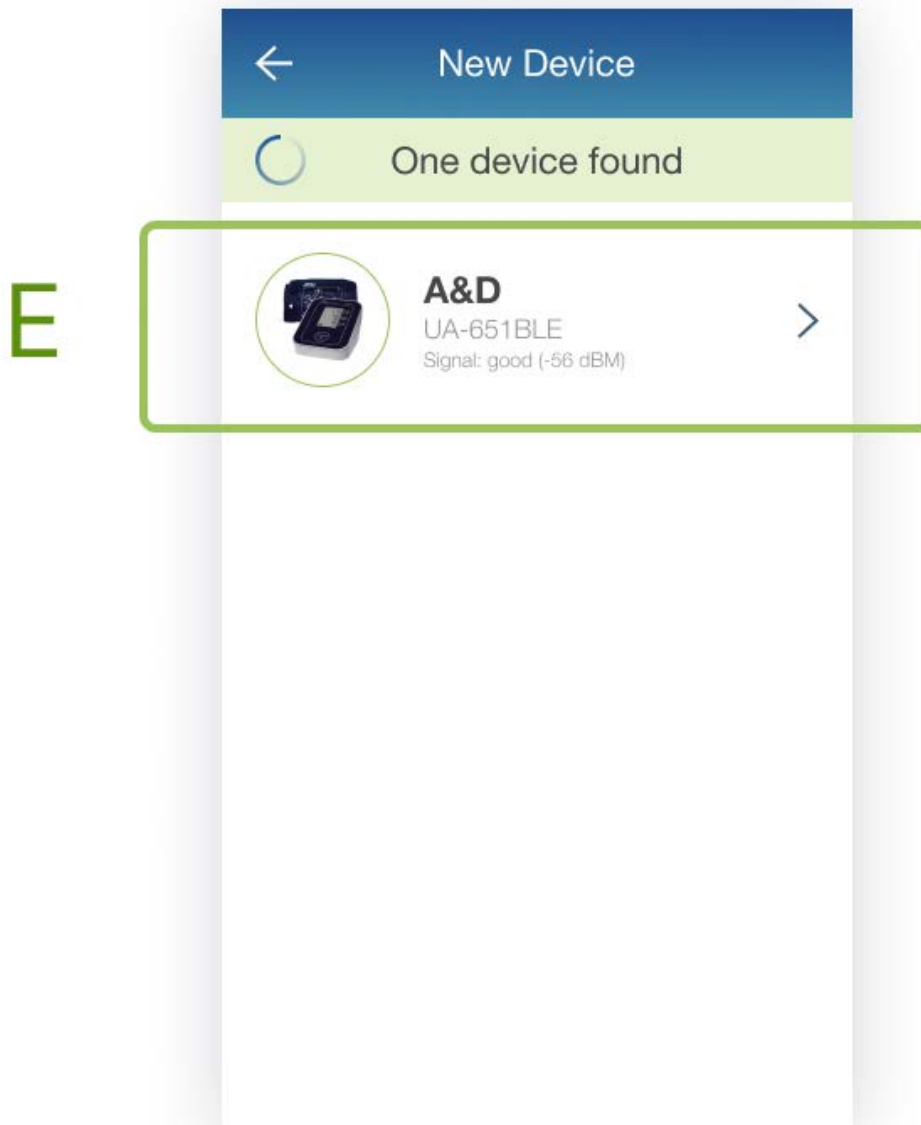 New Device
One device found
E
A&D
UA-651BLE
Signal: good (-56 dBM)